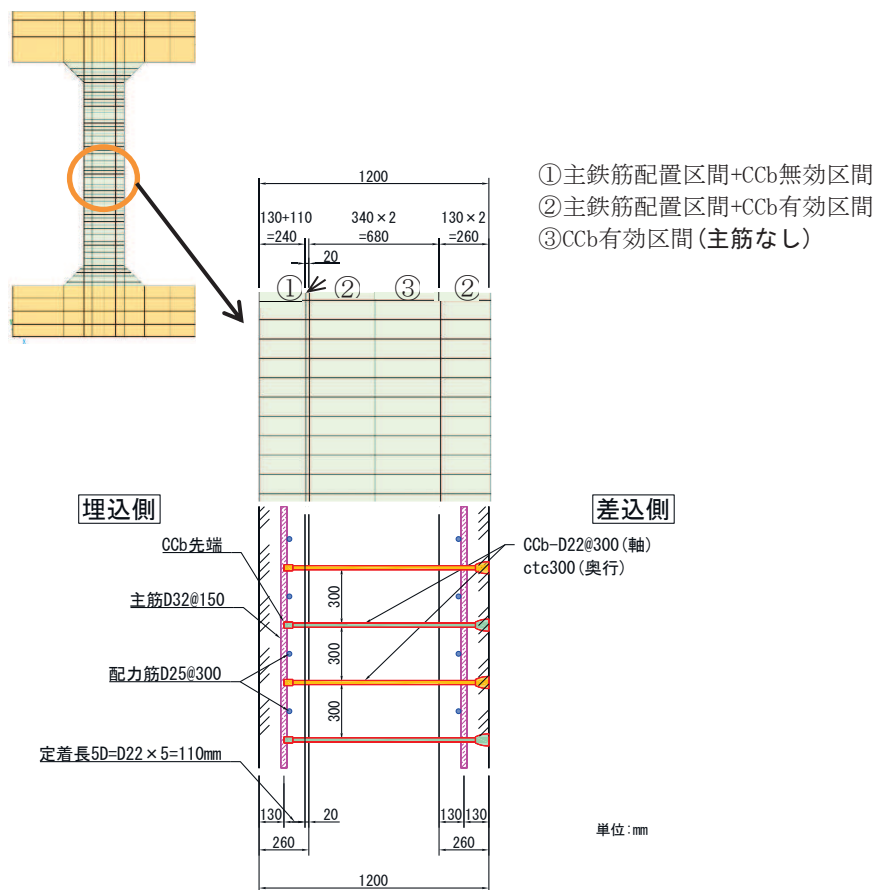 ①主鉄筋配置区間+CCb無効区間
②主鉄筋配置区間+CCb有効区間
③CCb有効区間(主筋なし)
1200
130+110
=240
340×2
=680
130×2
=260
20
①
②
③
②
埋込側
差込側
CCb先端
CCb-D22@300(軸)
ctc300(奥行)
主筋D32@150
300
300
配力筋D25@300
300
定着長5D=D22×5=110mm
130
20
130
130
260
260
1200
単位:mm